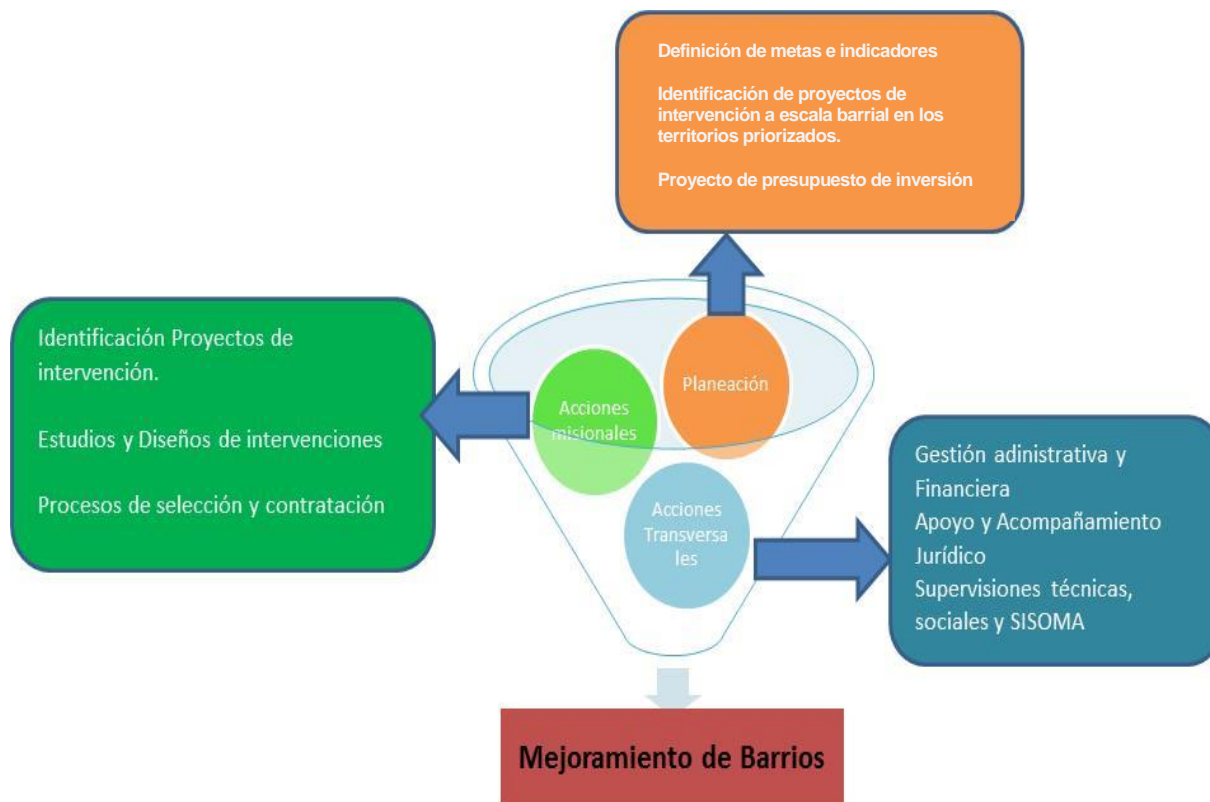 Definición de metas e indicadores
Identificación de proyectos de
intervención a escala barrial en los
territorios priorizados.
Proyecto de presupuesto de inversión
Identificación Proyectos de
intervención.
Estudios y Diseños de intervenciones
Procesos de selección y contratación
Planeación
Acciones
misionales
Acciones
Transversa
les
Gestión adinistrativa y
Financiera
Apoyo y Acompañamiento
Jurídico
Supervisiones técnicas,
sociales y SISOMA
Mejoramiento de Barrios